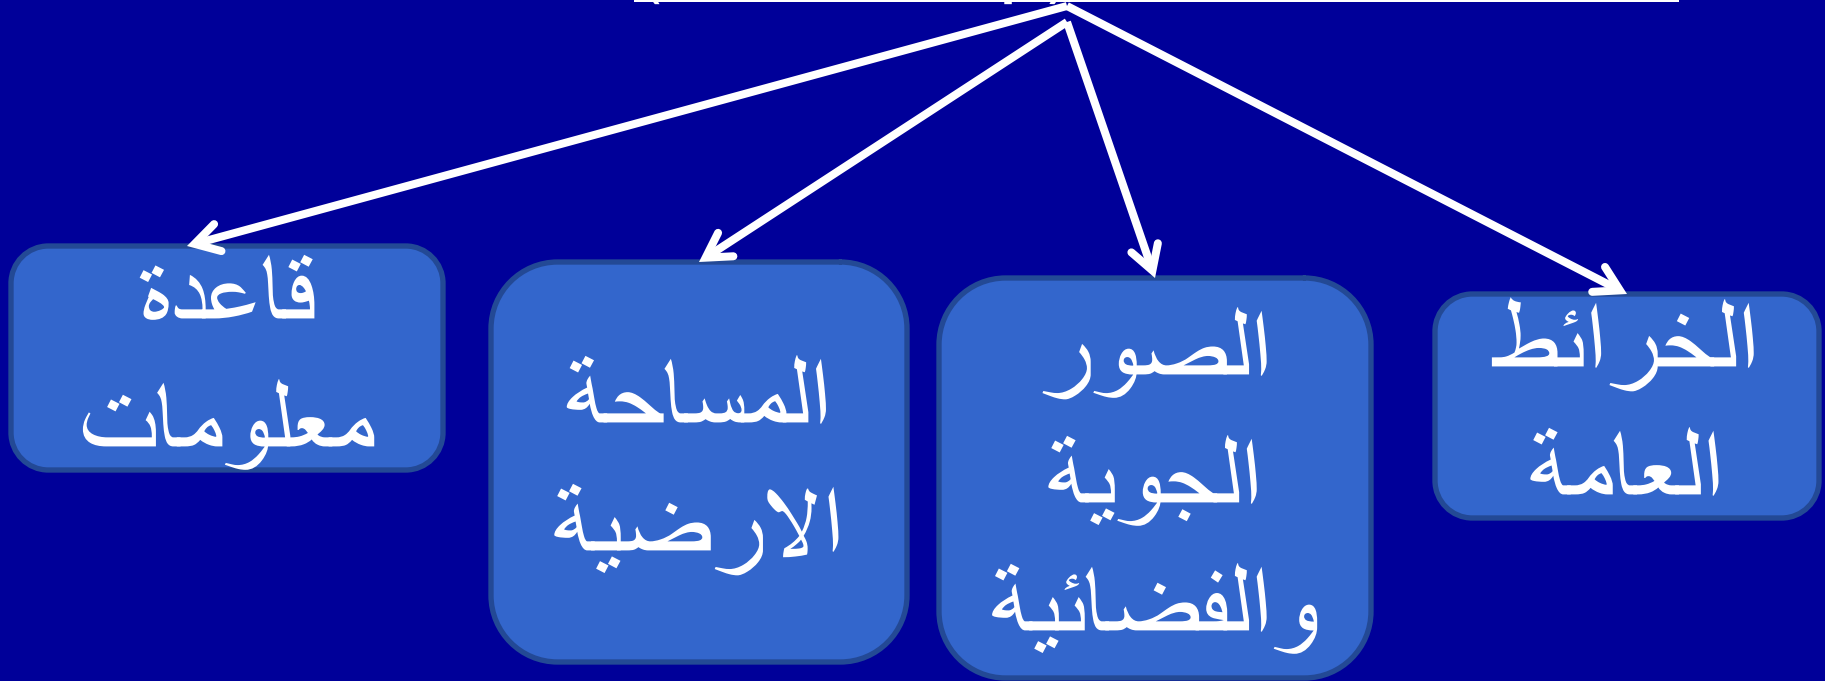 الخرائط
العامة
الصور
الجوية
والفضائية
المساحة
الارضية
قاعدة
معلومات